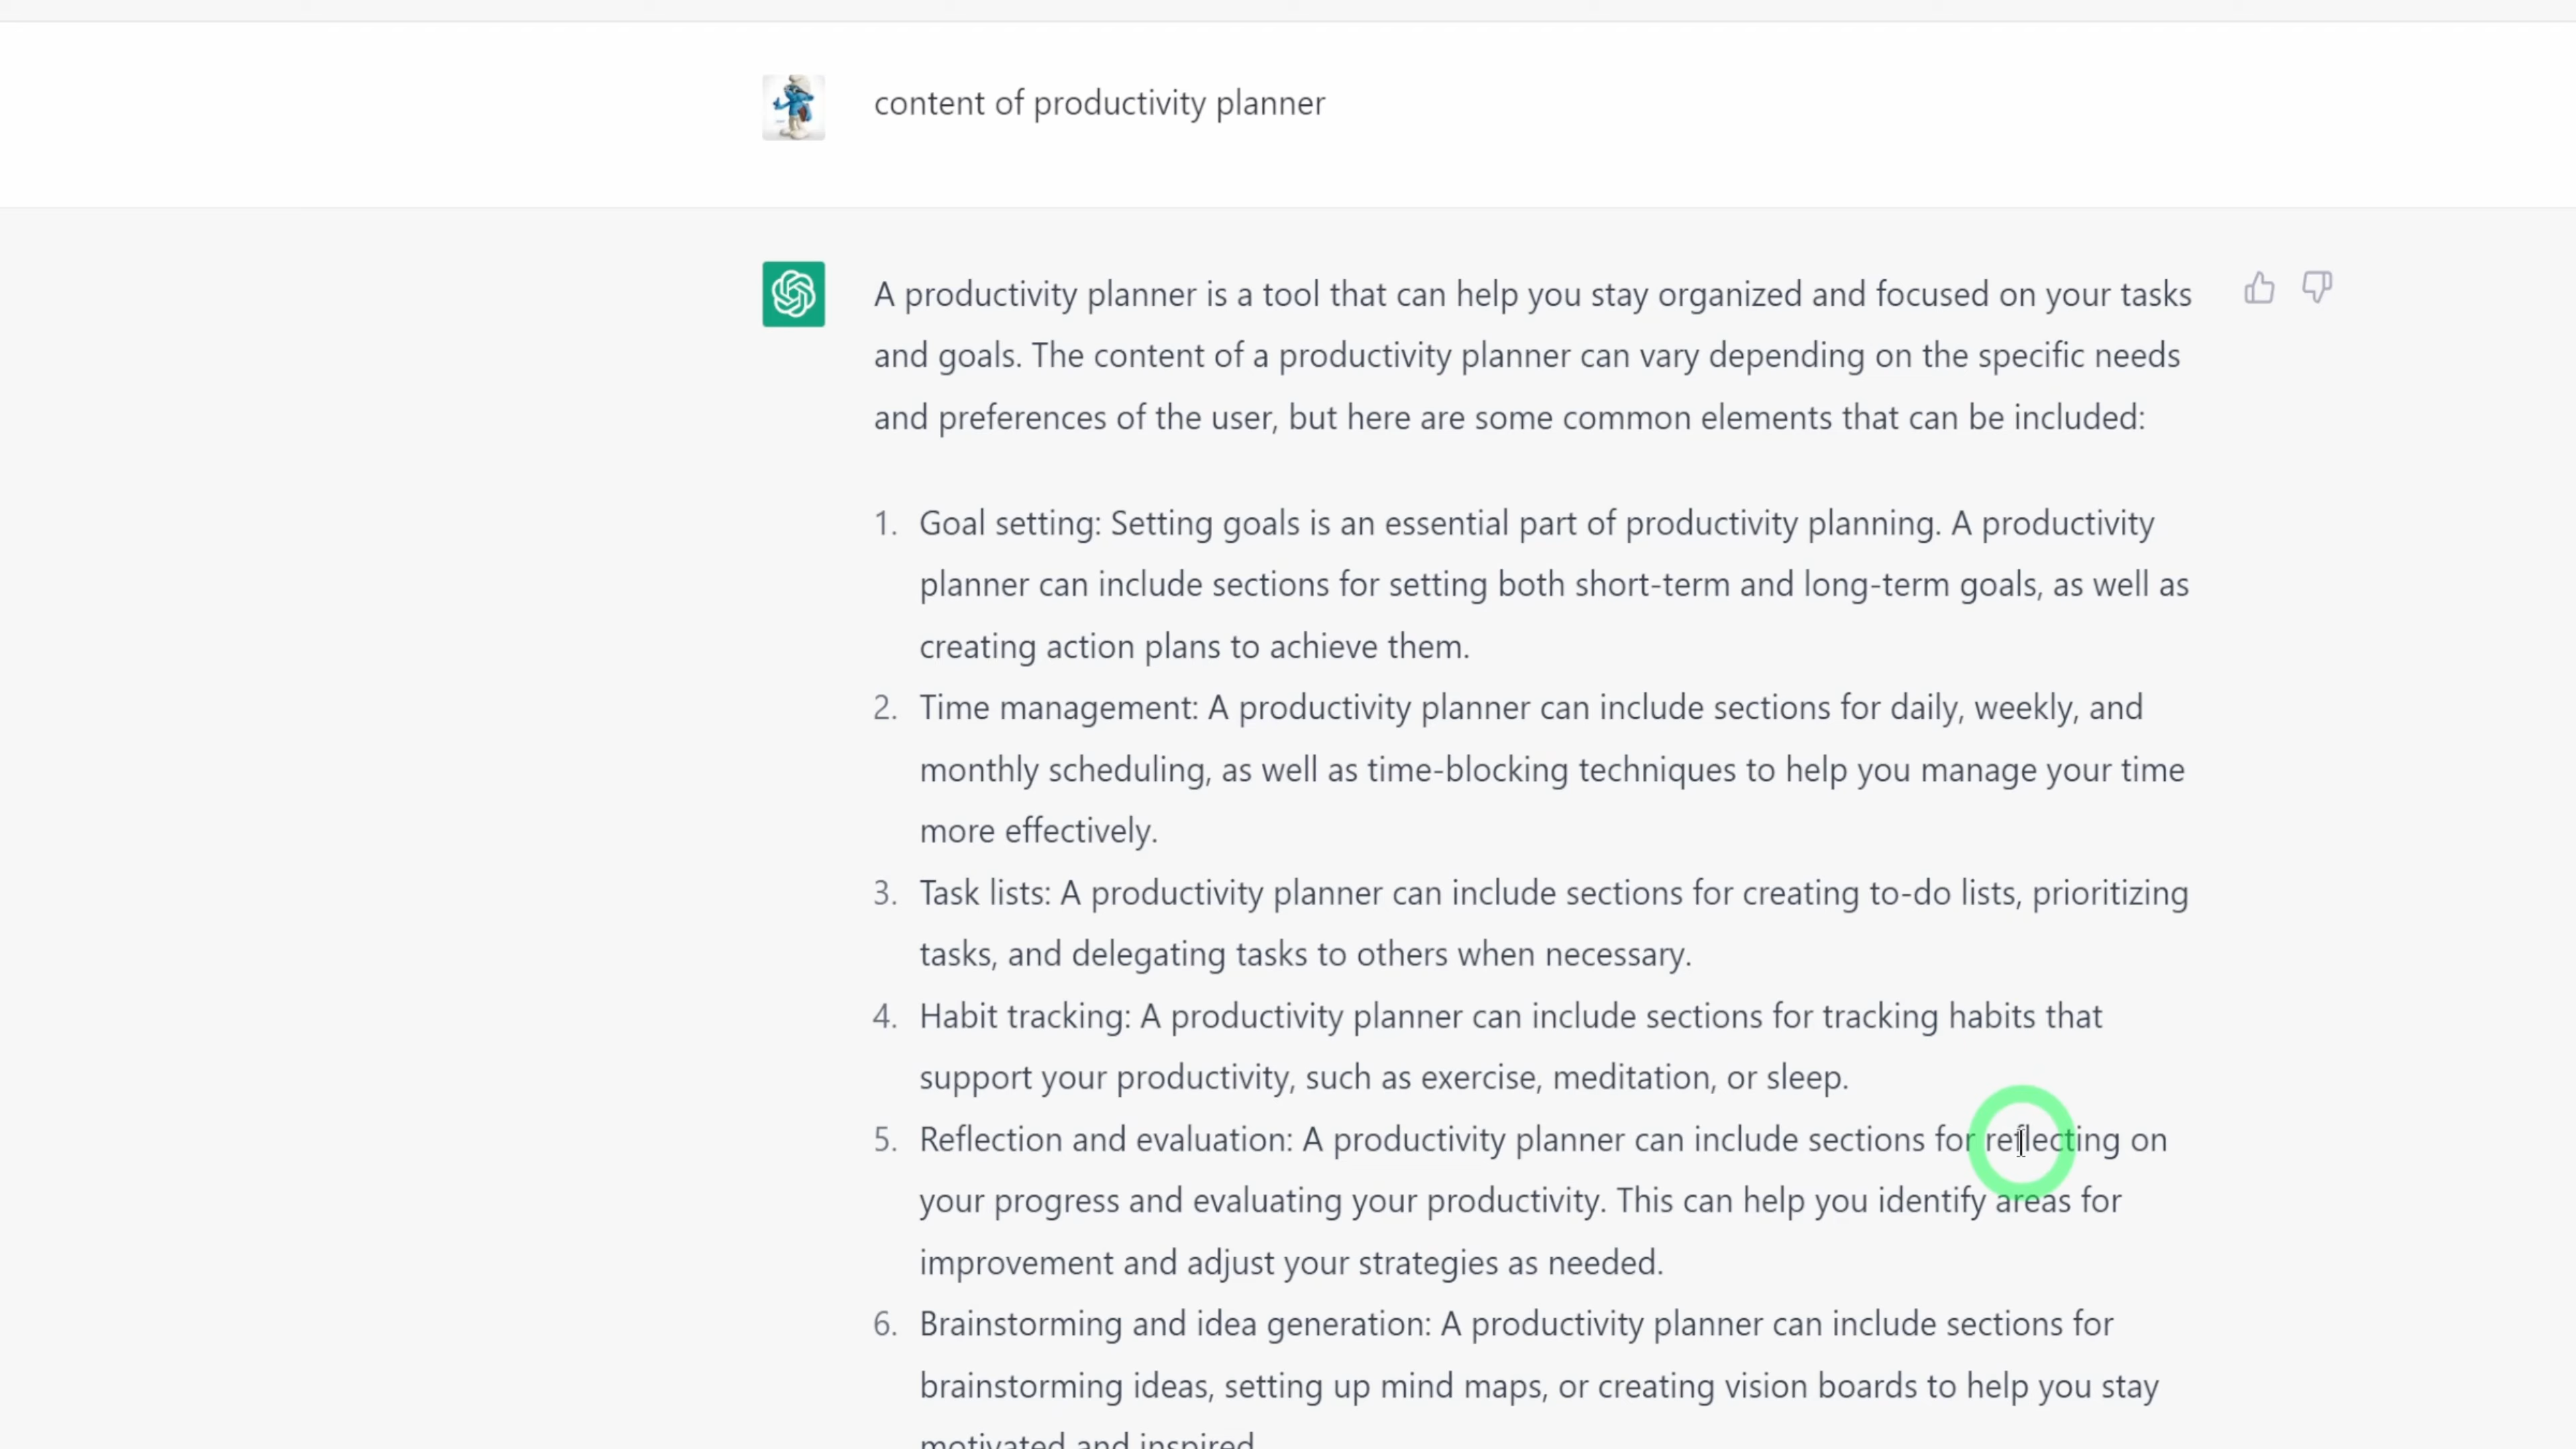 content of productivity planner
A productivity planner is a tool that can help you stay organized and focused on your tasks
and goals. The content of a productivity planner can vary depending on the specific needs
and preferences of the user, but here are some common elements that can be included:
1. Goal setting: Setting goals is an essential part of productivity planning. A productivity
planner can include sections for setting both short-term and long-term goals, as well as
creating action plans to achieve them.
2. Time management: A productivity planner can include sections for daily, weekly, and
monthly scheduling, as well as time-blocking techniques to help you manage your time
more effectively.
3. Task lists: A productivity planner can include sections for creating to-do lists, prioritizing
tasks, and delegating tasks to others when necessary.
4. Habit tracking: A productivity planner can include sections for tracking habits that
support your productivity, such as exercise, meditation, or sleep.
5. Reflection and evaluation: A productivity planner can include sections for reflecting on
your progress and evaluating your productivity. This can help you identify areas for
improvement and adjust your strategies as needed.
6. Brainstorming and idea generation: A productivity planner can include sections for
brainstorming ideas, setting up mind maps, or creating vision boards to help you stay
motivated and inspired.